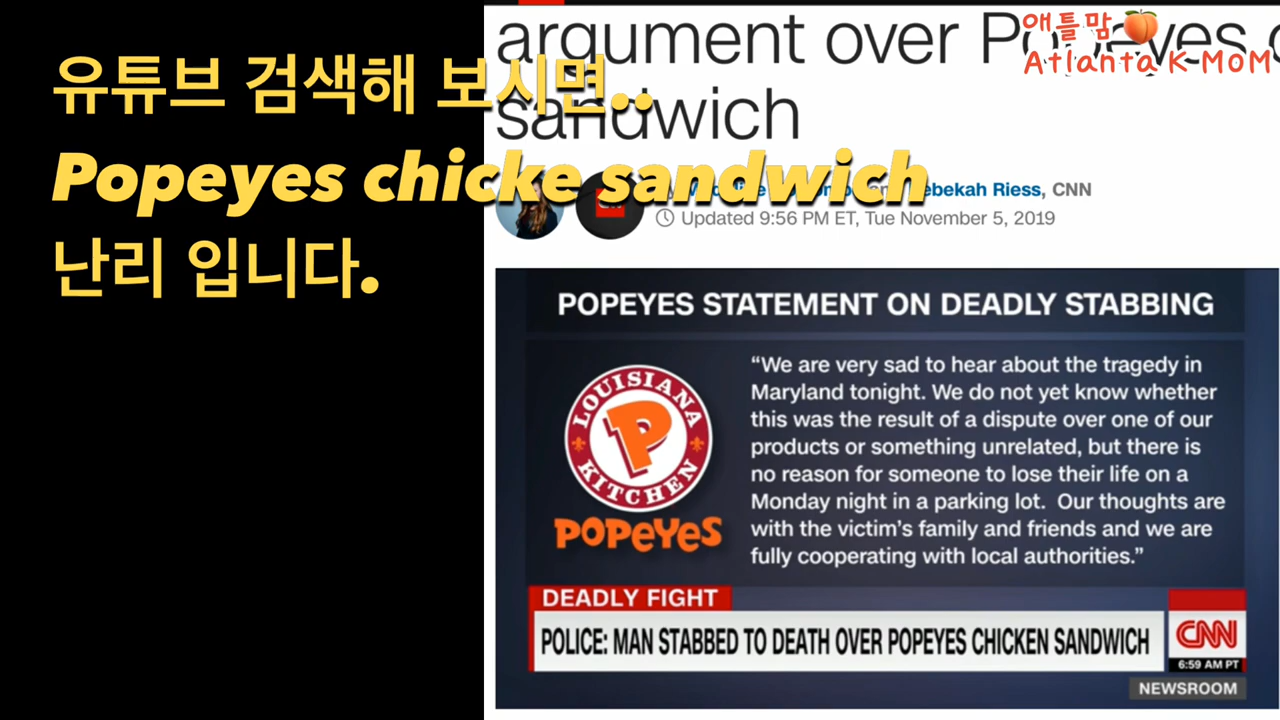 argument over Popeyes c
sandwich
애틀맘
Atlanta K MOM
유튜브 검색해 보시면..
Popeyes chicke sandwich
난리 입니다.
ebekah Riess, CNN
Updated 9:56 PM ET, Tue November 5, 2019
POPEYES STATEMENT ON DEADLY STABBING
LOUISIANA
P
KITCHEN
POPEYES
“We are very sad to hear about the tragedy in
Maryland tonight. We do not yet know whether
this was the result of a dispute over one of our
products or something unrelated, but there is
no reason for someone to lose their life on a
Monday night in a parking lot. Our thoughts are
with the victim’s family and friends and we are
fully cooperating with local authorities.”
DEADLY FIGHT
POLICE: MAN STABBED TO DEATH OVER POPEYES CHICKEN SANDWICH
CNN
6:59 AM PT
NEWSROOM